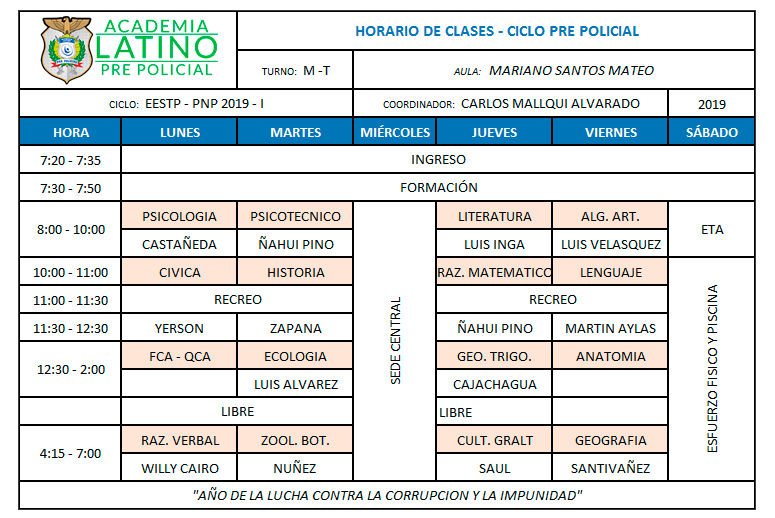 ACADEMIA
LATINO
PRE POLICIAL
HORARIO DE CLASES - CICLO PRE POLICIAL
TURNO: M -T
AULA: MARIANO SANTOS MATEO
CICLO: EESTP - PNP 2019 - I
COORDINADOR: CARLOS MALLQUI ALVARADO
2019
HORA LUNES MARTES MIÉRCOLES JUEVES VIERNES SÁBADO
7:20 - 7:35 INGRESO
7:30 - 7:50 FORMACIÓN
8:00 - 10:00
PSICOLOGIA PSICOTECNICO LITERATURA ALG. ART.
ETA
CASTAÑEDA ÑAHUI PINO LUIS INGA LUIS VELASQUEZ
10:00 - 11:00 CIVICA HISTORIA RAZ. MATEMATICO LENGUAJE
11:00 - 11:30 RECREO RECREO
11:30 - 12:30 YERSON ZAPANA ÑAHUI PINO MARTIN AYLAS
SEDE CENTRAL
ESFUERZO FISICO Y PISCINA
12:30 - 2:00
FCA - QCA ECOLOGIA GEO. TRIGO. ANATOMIA
LUIS ALVAREZ CAJACHAGUA
LIBRE LIBRE
4:15 - 7:00
RAZ. VERBAL ZOOL. BOT. CULT. GRALT GEOGRAFIA
WILLY CAIRO NUÑEZ SAUL SANTIVAÑEZ
"AÑO DE LA LUCHA CONTRA LA CORRUPCION Y LA IMPUNIDAD"